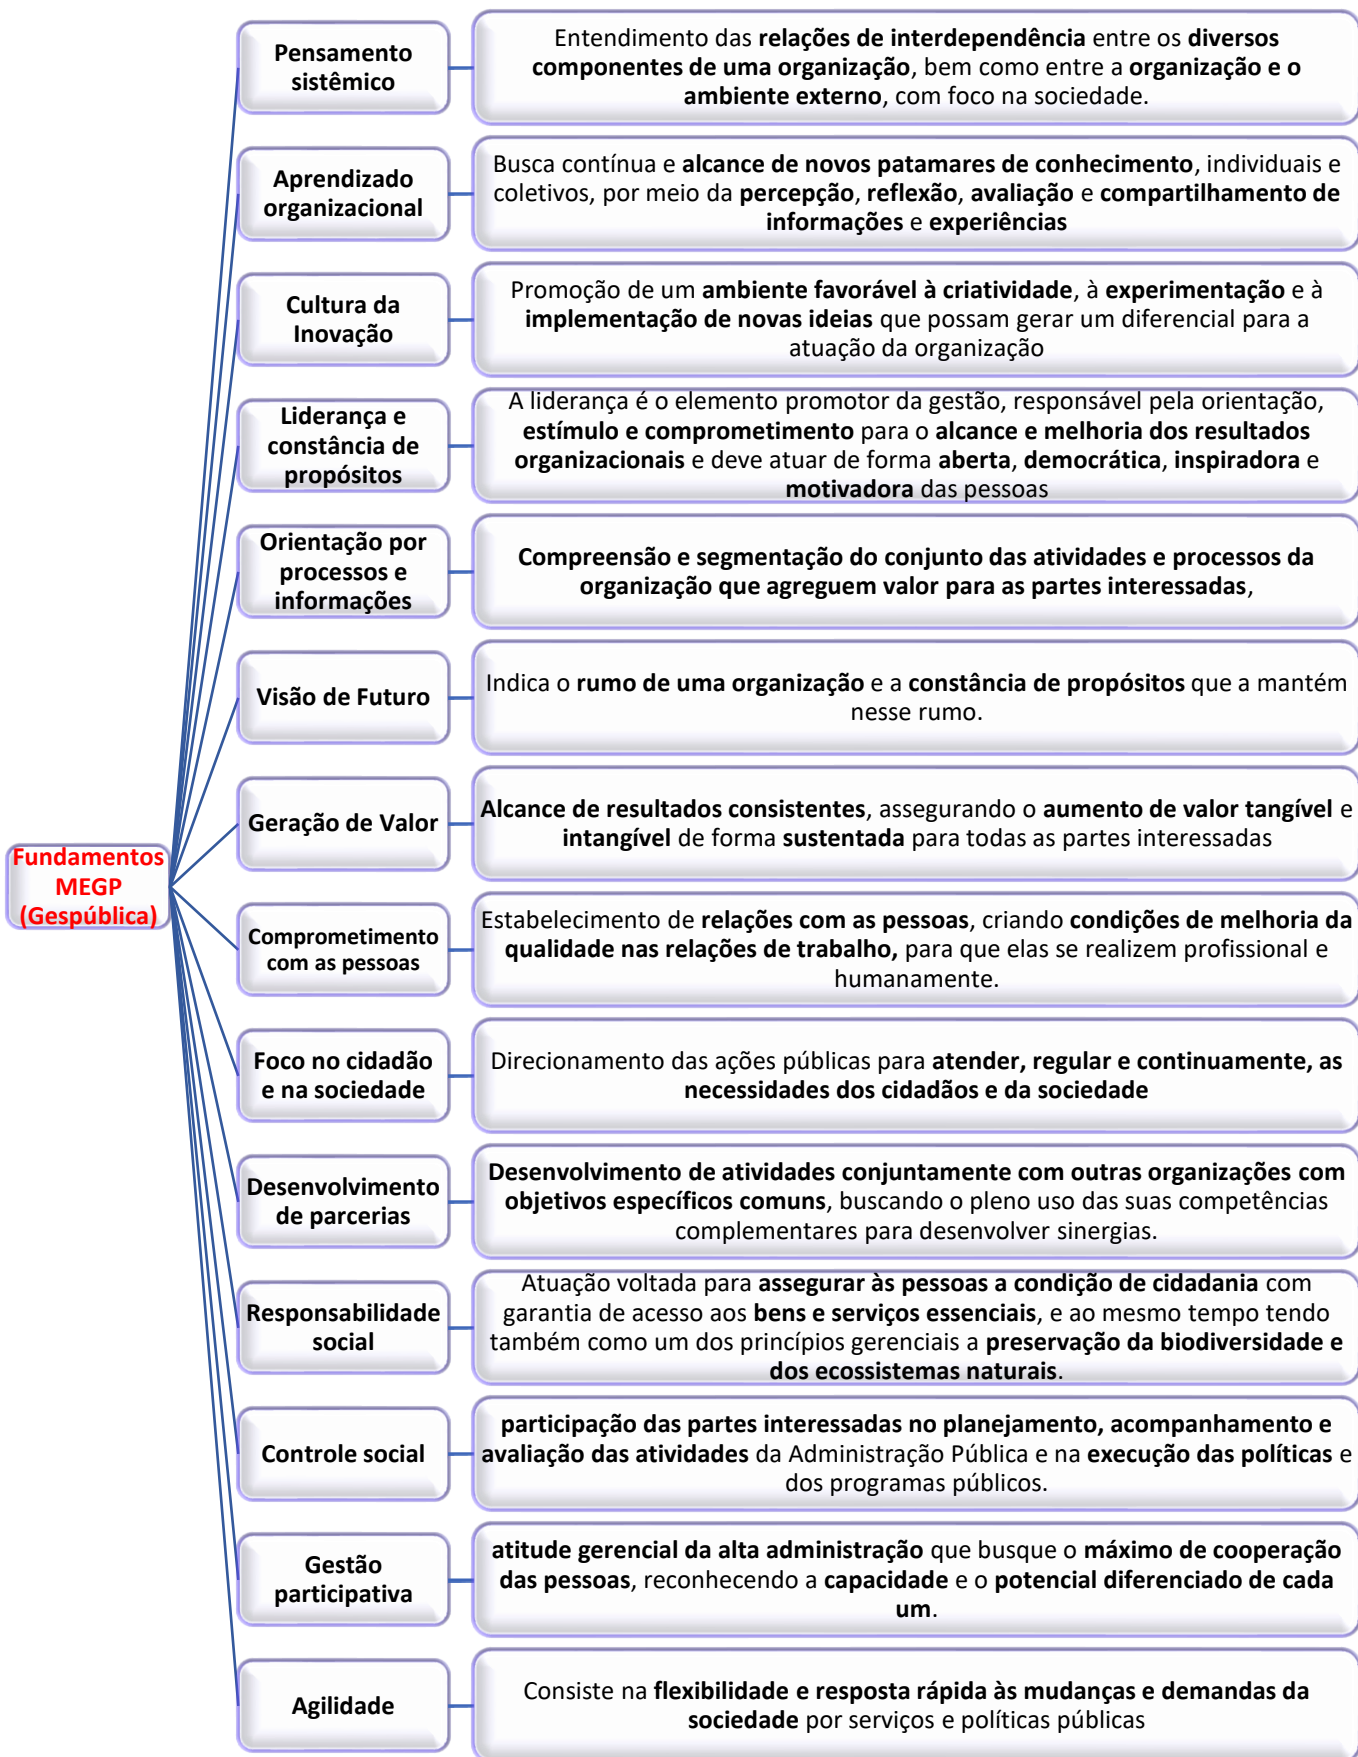 Pensamento
sistêmico
Entendimento das relações de interdependência entre os diversos
componentes de uma organização, bem como entre a organização e o
ambiente externo, com foco na sociedade.
Aprendizado
organizacional
Busca contínua e alcance de novos patamares de conhecimento, individuais e
coletivos, por meio da percepção, reflexão, avaliação e compartilhamento de
informações e experiências
Cultura da
Inovação
Promoção de um ambiente favorável à criatividade, à experimentação e à
implementação de novas ideias que possam gerar um diferencial para a
atuação da organização
Liderança e
constância de
propósitos
A liderança é o elemento promotor da gestão, responsável pela orientação,
estímulo e comprometimento para o alcance e melhoria dos resultados
organizacionais e deve atuar de forma aberta, democrática, inspiradora e
motivadora das pessoas
Orientação por
processos e
informações
Compreensão e segmentação do conjunto das atividades e processos da
organização que agreguem valor para as partes interessadas,
Visão de Futuro
Indica o rumo de uma organização e a constância de propósitos que a mantém
nesse rumo.
Geração de Valor
Alcance de resultados consistentes, assegurando o aumento de valor tangível e
intangível de forma sustentada para todas as partes interessadas
Fundamentos
MEGP
(Gespública)
Comprometimento
com as pessoas
Estabelecimento de relações com as pessoas, criando condições de melhoria da
qualidade nas relações de trabalho, para que elas se realizem profissional e
humanamente.
Foco no cidadão
e na sociedade
Direcionamento das ações públicas para atender, regular e continuamente, as
necessidades dos cidadãos e da sociedade
Desenvolvimento
de parcerias
Desenvolvimento de atividades conjuntamente com outras organizações com
objetivos específicos comuns, buscando o pleno uso das suas competências
complementares para desenvolver sinergias.
Responsabilidade
social
Atuação voltada para assegurar às pessoas a condição de cidadania com
garantia de acesso aos bens e serviços essenciais, e ao mesmo tempo tendo
também como um dos princípios gerenciais a preservação da biodiversidade e
dos ecossistemas naturais.
Controle social
participação das partes interessadas no planejamento, acompanhamento e
avaliação das atividades da Administração Pública e na execução das políticas e
dos programas públicos.
Gestão
participativa
atitude gerencial da alta administração que busque o máximo de cooperação
das pessoas, reconhecendo a capacidade e o potencial diferenciado de cada
um.
Agilidade
Consiste na flexibilidade e resposta rápida às mudanças e demandas da
sociedade por serviços e políticas públicas